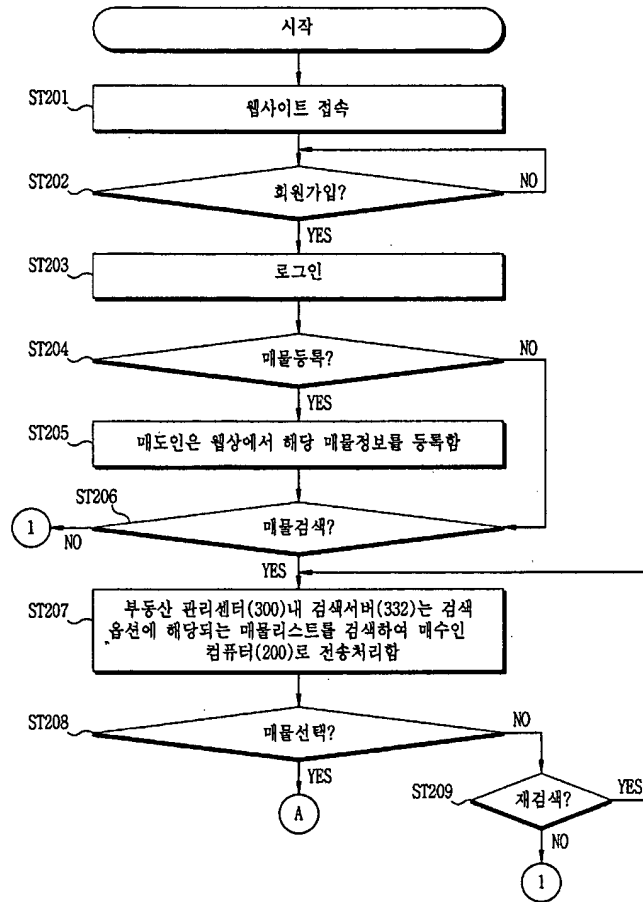 시작
ST201
웹사이트 접속
ST202
회원가입?
NO
YES
ST203
로그인
ST204
매물등록?
NO
YES
ST205
매도인은 웹상에서 해당 매물정보를 등록함
ST206
매물검색?
1
NO
YES
ST207
부동산 관리센터(300)내 검색서버(332)는 검색
옵션에 해당되는 매물리스트를 검색하여 매수인
컴퓨터(200)로 전송처리함
ST208
매물선택?
NO
YES
A
ST209
재검색?
YES
NO
1